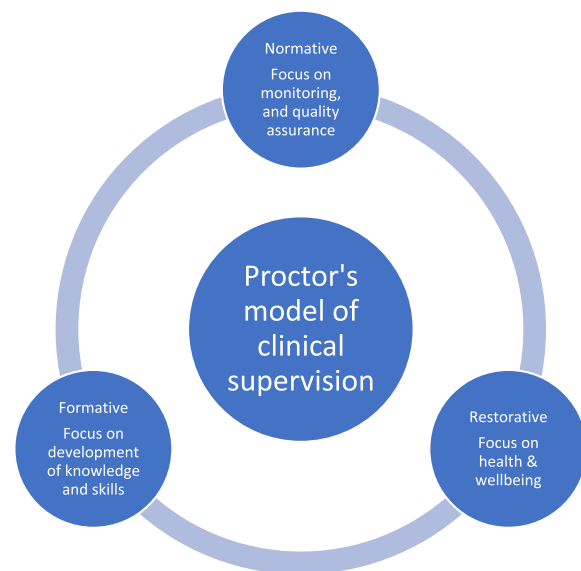 Normative
Focus on
monitoring,
and quality
assurance
Proctor's
model of
clinical
supervision
Formative
Focus on
development
of knowledge
and skills
Restorative
Focus on
health &
wellbeing